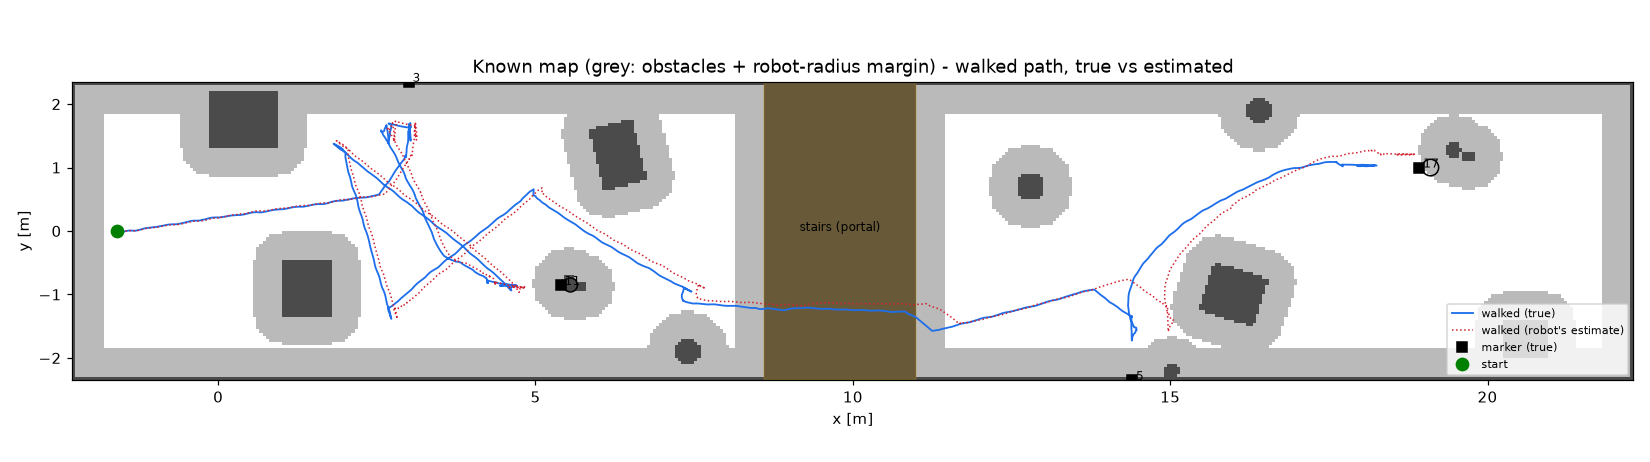 Known map (grey: obstacles + robot-radius margin) - walked path, true vs estimated
3
17
stairs (portal)
5
walked (true)
walked (robot's estimate)
marker (true)
start
2
1
0
−1
−2
y [m]
0
5
10
15
20
x [m]